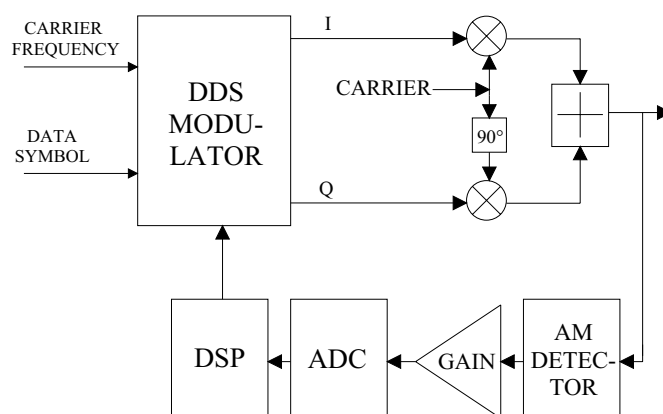 CARRIER
FREQUENCY
DATA
SYMBOL
DDS
MODU-
LATOR
I
Q
CARRIER
90°
DSP
ADC
GAIN
AM
DETEC-
TOR